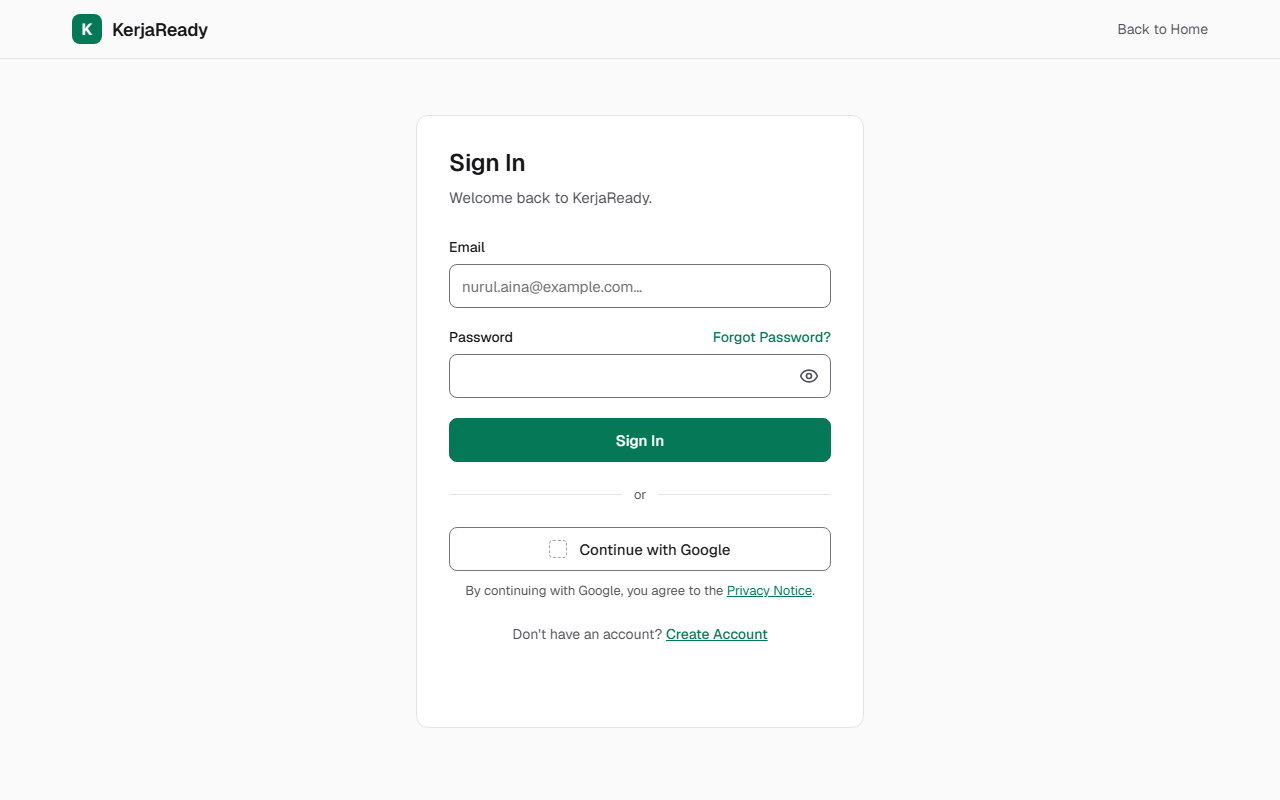 K KerjaReady
Back to Home
Sign In
Welcome back to KerjaReady.
Email
nurul.aina@example.com…
Password
Forgot Password?
Sign In
or
Continue with Google
By continuing with Google, you agree to the Privacy Notice.
Don't have an account? Create Account